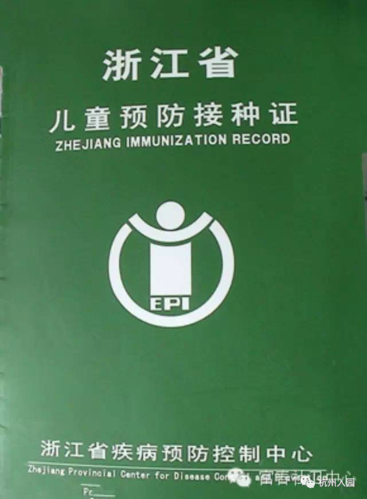 浙江省
儿童预防接种证
ZHEJIANG IMMUNIZATION RECORD
EPI
浙江省疾病预防控制中心
Zhejiang Provincial Center for Disease
杭州入园